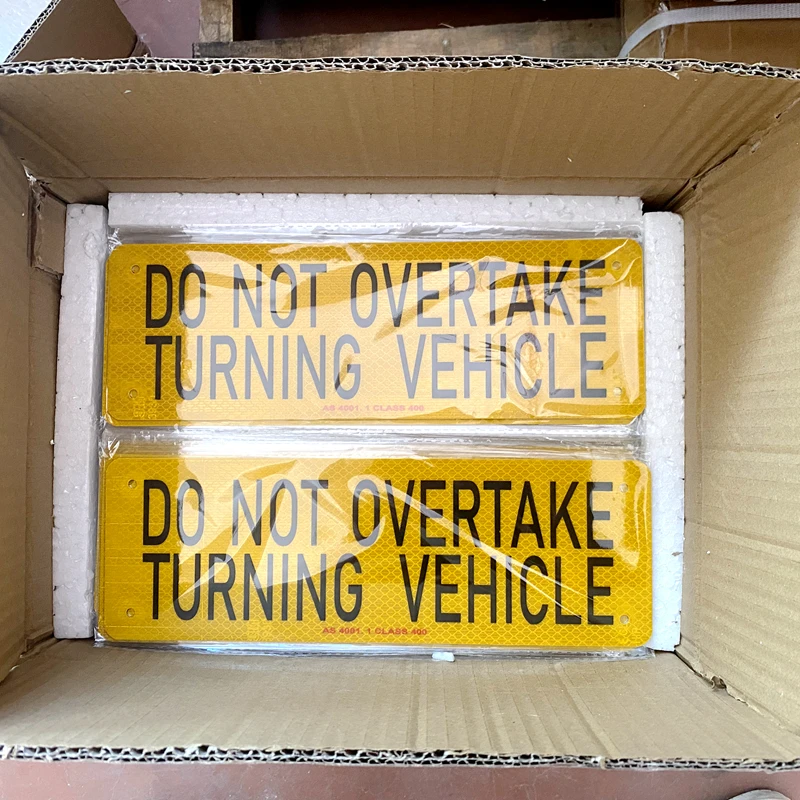 DO NOT OVERTAKE
TURNING VEHICLE
AS 4001. 1 CLASS 400
DO NOT OVERTAKE
TURNING VEHICLE
AS 4001. 1 CLASS 400